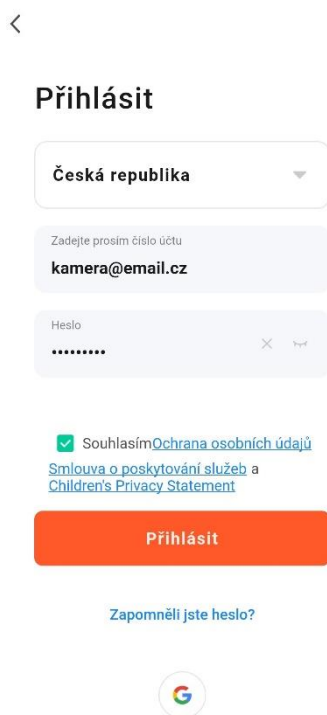 Přihlásit
Česká republika
Zadejte prosím číslo účtu
kamera@email.cz
Heslo
•••••••••
SouhlasímOchrana osobních údajů
Smlouva o poskytování služeb a
Children's Privacy Statement
Přihlásit
Zapomněli jste heslo?